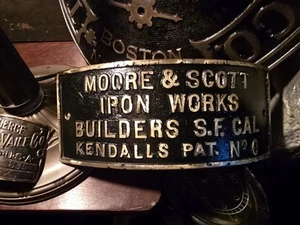 BOSTON
MOORE & SCOTT
IRON WORKS
BUILDERS S.F. CAL
KENDALLS PAT. Nº 0